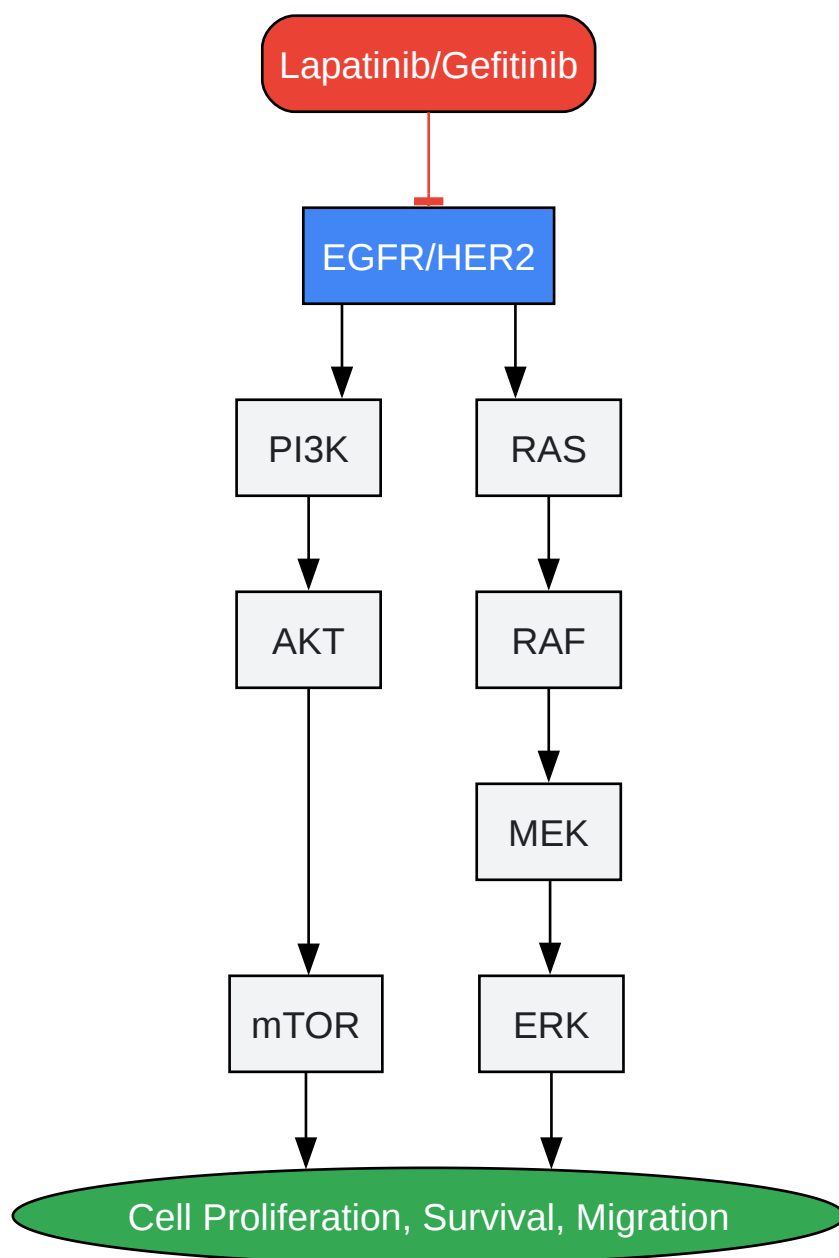 Lapatinib/Gefitinib
EGFR/HER2
PI3K
RAS
AKT
RAF
MEK
mTOR
ERK
Cell Proliferation, Survival, Migration